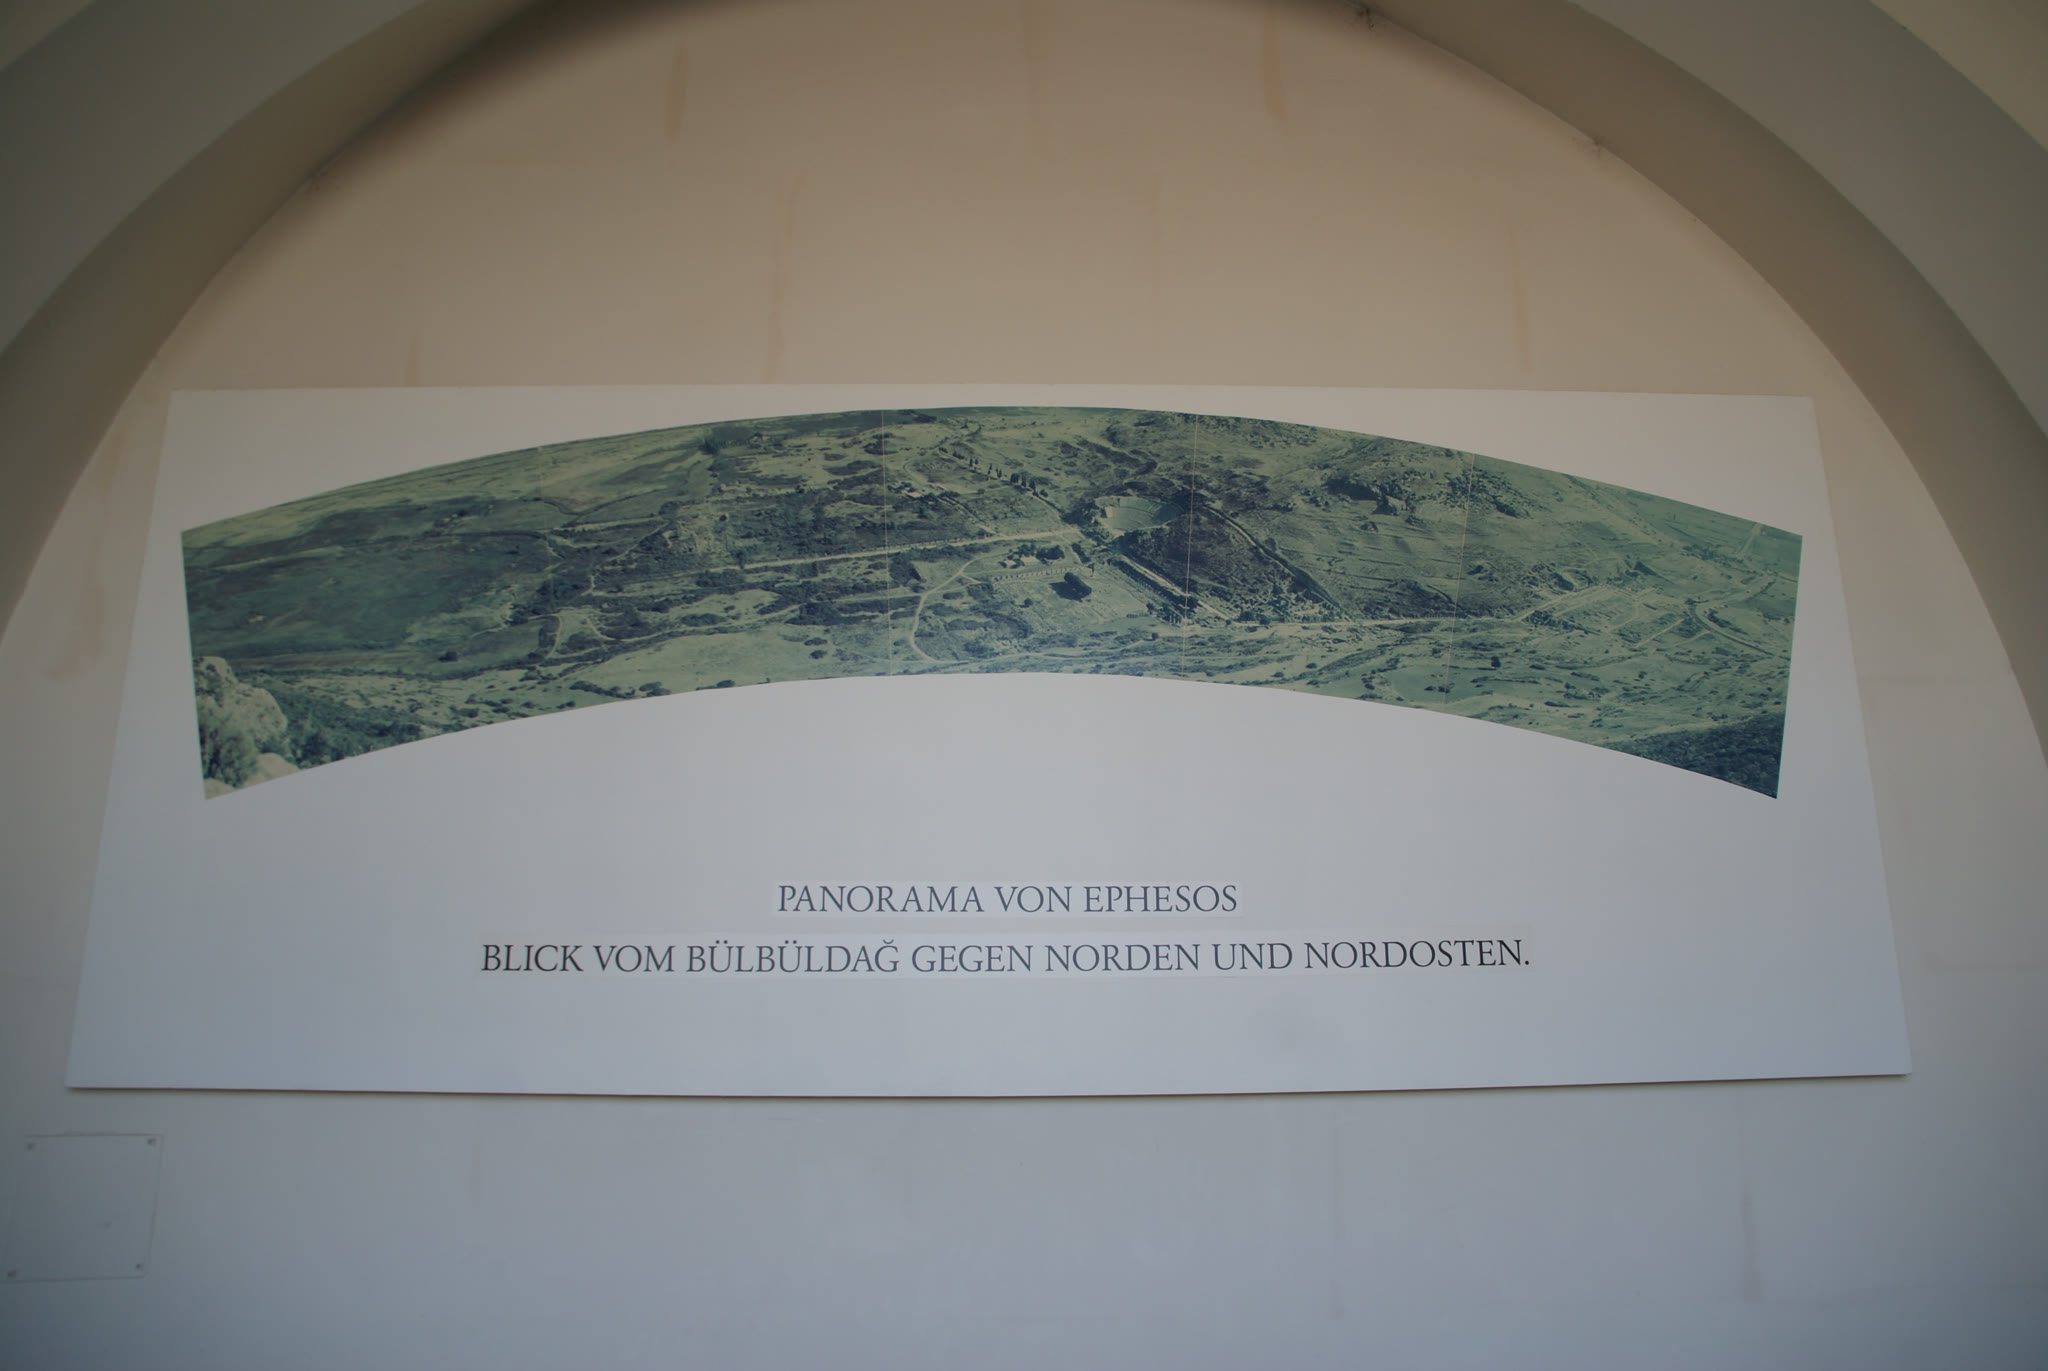 PANORAMA VON EPHESOS
BLICK VOM BÜLBÜLDAĞ GEGEN NORDEN UND NORDOSTEN.